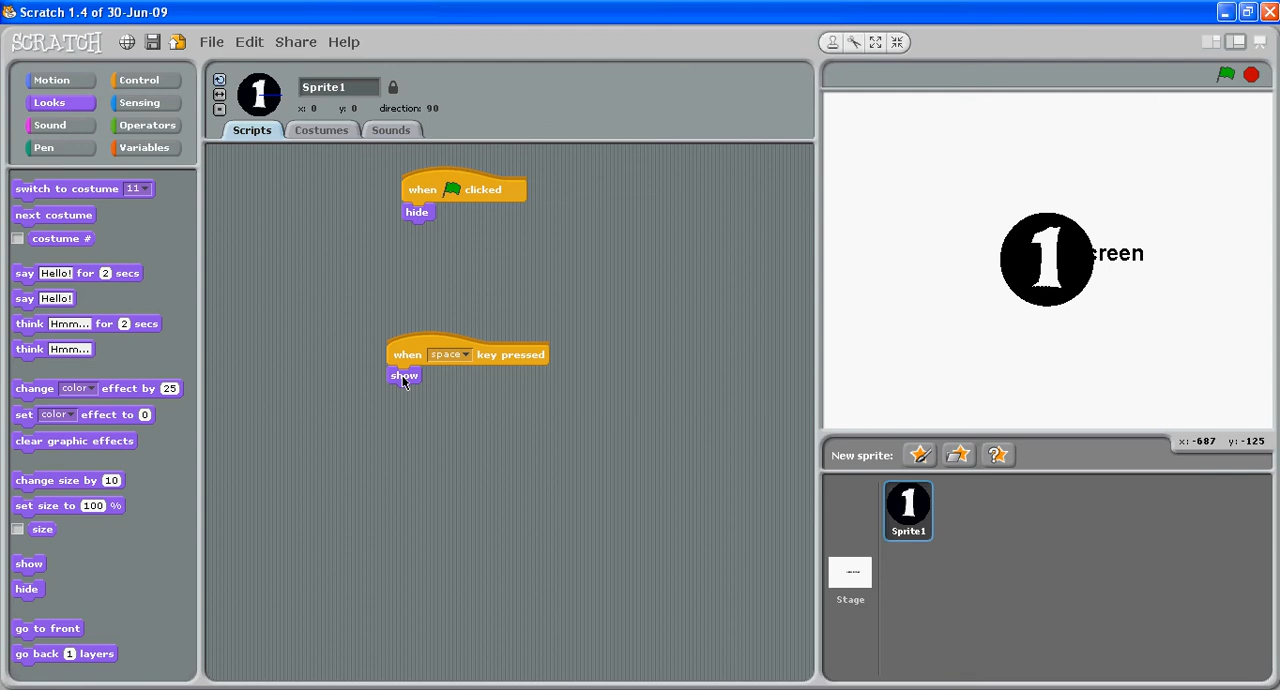 Scratch 1.4 of 30-Jun-09
SCRATCH File Edit Share Help
Motion Control
Looks Sensing
Sound Operators
Pen Variables
switch to costume 11
next costume
costume #
say Hello! for 2 secs
say Hello!
think Hmm... for 2 secs
think Hmm...
change color effect by 25
set color effect to 0
clear graphic effects
change size by 10
set size to 100 %
size
show
hide
go to front
go back 1 layers
1
Sprite1
x: 0 y: 0 direction: 90
Scripts Costumes Sounds
when clicked
hide
when space key pressed
show
1 creen
x: -687 y: -125
New sprite:
1
Sprite1
Stage